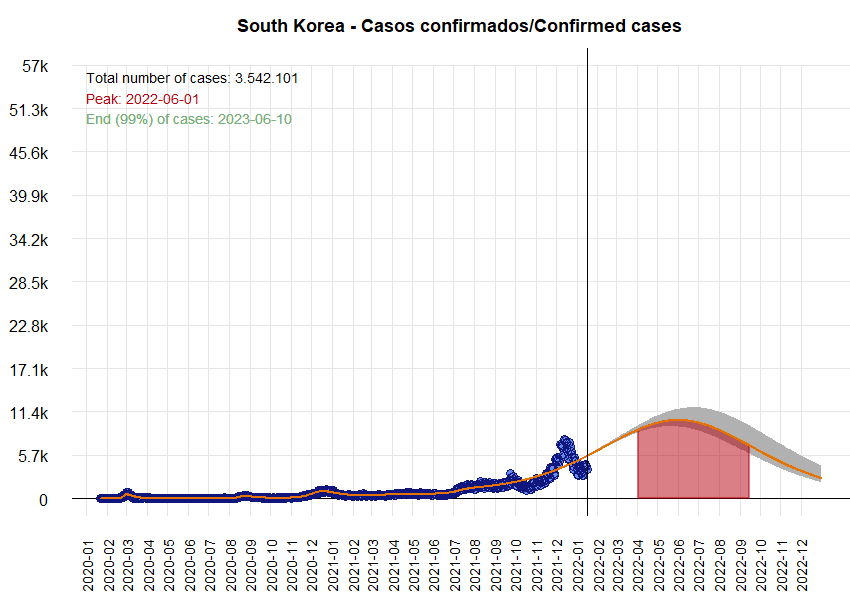 South Korea - Casos confirmados/Confirmed cases
57k
Total number of cases: 3.542.101
Peak: 2022-06-01
End (99%) of cases: 2023-06-10
51.3k
45.6k
39.9k
34.2k
28.5k
22.8k
17.1k
11.4k
5.7k
0
2020-01
2020-02
2020-03
2020-04
2020-05
2020-06
2020-07
2020-08
2020-09
2020-10
2020-11
2020-12
2021-01
2021-02
2021-03
2021-04
2021-05
2021-06
2021-07
2021-08
2021-09
2021-10
2021-11
2021-12
2022-01
2022-02
2022-03
2022-04
2022-05
2022-06
2022-07
2022-08
2022-09
2022-10
2022-11
2022-12